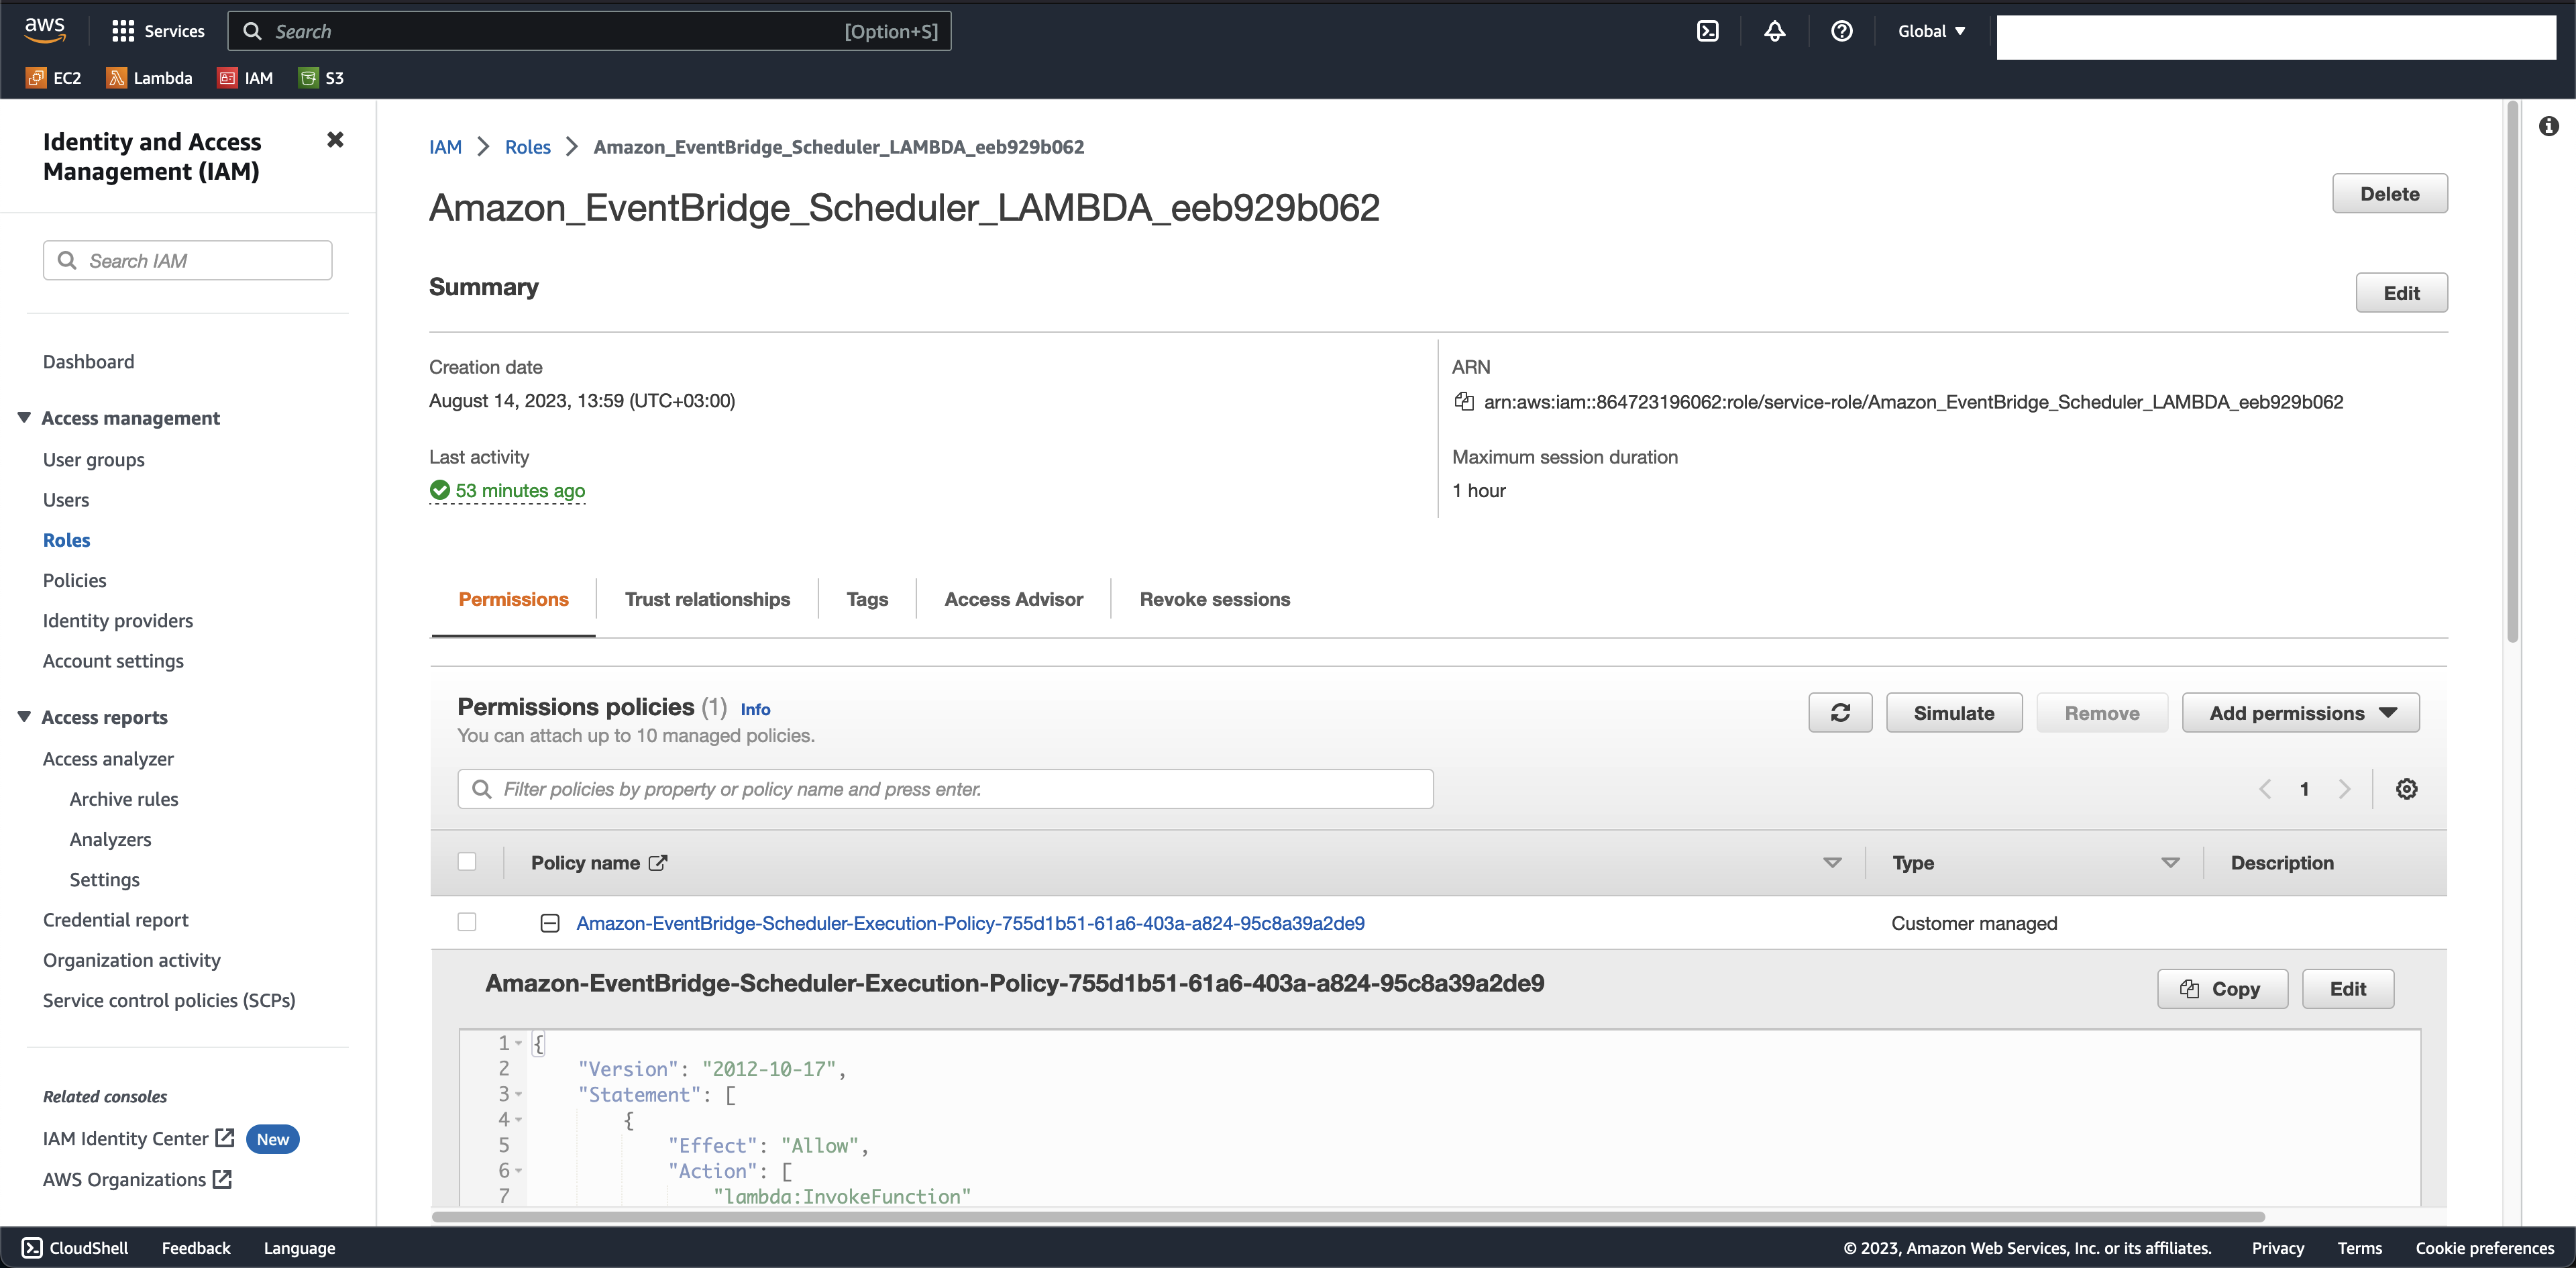 aws
Services
Search
[Option+S]
Global
EC2
Lambda
IAM
S3
Identity and Access
Management (IAM)
Search IAM
Dashboard
Access management
User groups
Users
Roles
Policies
Identity providers
Account settings
Access reports
Access analyzer
Archive rules
Analyzers
Settings
Credential report
Organization activity
Service control policies (SCPs)
Related consoles
IAM Identity Center
New
AWS Organizations
IAM > Roles > Amazon_EventBridge_Scheduler_LAMBDA_eeb929b062
Amazon_EventBridge_Scheduler_LAMBDA_eeb929b062
Delete
Summary
Edit
Creation date
August 14, 2023, 13:59 (UTC+03:00)
ARN
arn:aws:iam::864723196062:role/service-role/Amazon_EventBridge_Scheduler_LAMBDA_eeb929b062
Last activity
53 minutes ago
Maximum session duration
1 hour
Permissions
Trust relationships
Tags
Access Advisor
Revoke sessions
Permissions policies (1) Info
You can attach up to 10 managed policies.
Simulate
Remove
Add permissions
Filter policies by property or policy name and press enter.
1
Policy name
Type
Description
Amazon-EventBridge-Scheduler-Execution-Policy-755d1b51-61a6-403a-a824-95c8a39a2de9
Customer managed
Amazon-EventBridge-Scheduler-Execution-Policy-755d1b51-61a6-403a-a824-95c8a39a2de9
Copy
Edit
1 {
2 "Version": "2012-10-17",
3 "Statement": [
4 {
5 "Effect": "Allow",
6 "Action": [
7 "lambda:InvokeFunction"
CloudShell
Feedback
Language
© 2023, Amazon Web Services, Inc. or its affiliates.
Privacy
Terms
Cookie preferences